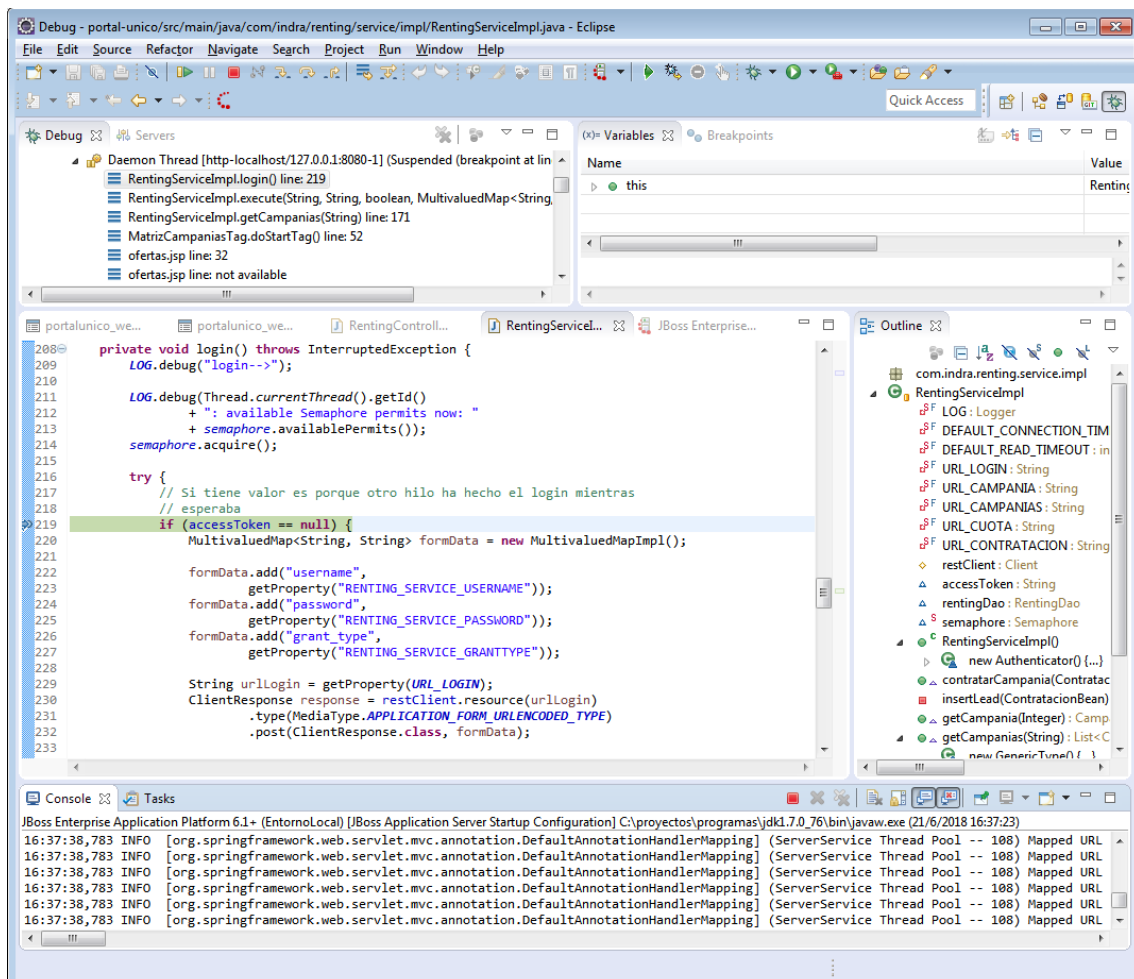 Debug - portal-unico/src/main/java/com/indra/renting/service/impl/RentingServiceImpl.java - Eclipse
File Edit Source Refactor Navigate Search Project Run Window Help
Quick Access
Debug Servers
Daemon Thread [http-localhost/127.0.0.1:8080-1] (Suspended (breakpoint at lin
RentingServiceImpl.login() line: 219
RentingServiceImpl.execute(String, String, boolean, MultivaluedMap<String,
RentingServiceImpl.getCampanias(String) line: 171
MatrizCampaniasTag.doStartTag() line: 52
ofertas.jsp line: 32
ofertas.jsp line: not available
(x)= Variables Breakpoints
Name Value
this Renting
portalunico_we... portalunico_we... RentingControll... RentingServiceI... JBoss Enterprise...
208 private void login() throws InterruptedException {
209 LOG.debug("login-->");
210
211 LOG.debug(Thread.currentThread().getId()
212 + ": available Semaphore permits now: "
213 + semaphore.availablePermits());
214 semaphore.acquire();
215
216 try {
217 // Si tiene valor es porque otro hilo ha hecho el login mientras
218 // esperaba
219 if (accessToken == null) {
220 MultivaluedMap<String, String> formData = new MultivaluedMapImpl();
221
222 formData.add("username",
223 getProperty("RENTING_SERVICE_USERNAME"));
224 formData.add("password",
225 getProperty("RENTING_SERVICE_PASSWORD"));
226 formData.add("grant_type",
227 getProperty("RENTING_SERVICE_GRANTTYPE"));
228
229 String urlLogin = getProperty(URL_LOGIN);
230 ClientResponse response = restClient.resource(urlLogin)
231 .type(MediaType.APPLICATION_FORM_URLENCODED_TYPE)
232 .post(ClientResponse.class, formData);
233
Outline
com.indra.renting.service.impl
RentingServiceImpl
LOG : Logger
DEFAULT_CONNECTION_TIM
DEFAULT_READ_TIMEOUT : in
URL_LOGIN : String
URL_CAMPANIA : String
URL_CAMPANIAS : String
URL_CUOTA : String
URL_CONTRATACION : String
restClient : Client
accessToken : String
rentingDao : RentingDao
semaphore : Semaphore
RentingServiceImpl()
new Authenticator() {...}
contratarCampania(Contratac
insertLead(ContratacionBean)
getCampania(Integer) : Camp
getCampanias(String) : List<C
new GenericType() {...}
Console Tasks
JBoss Enterprise Application Platform 6.1+ (EntornoLocal) [JBoss Application Server Startup Configuration] C:\proyectos\programas\jdk1.7.0_76\bin\javaw.exe (21/6/2018 16:37:23)
16:37:38,783 INFO [org.springframework.web.servlet.mvc.annotation.DefaultAnnotationHandlerMapping] (ServerService Thread Pool -- 108) Mapped URL
16:37:38,783 INFO [org.springframework.web.servlet.mvc.annotation.DefaultAnnotationHandlerMapping] (ServerService Thread Pool -- 108) Mapped URL
16:37:38,783 INFO [org.springframework.web.servlet.mvc.annotation.DefaultAnnotationHandlerMapping] (ServerService Thread Pool -- 108) Mapped URL
16:37:38,783 INFO [org.springframework.web.servlet.mvc.annotation.DefaultAnnotationHandlerMapping] (ServerService Thread Pool -- 108) Mapped URL
16:37:38,783 INFO [org.springframework.web.servlet.mvc.annotation.DefaultAnnotationHandlerMapping] (ServerService Thread Pool -- 108) Mapped URL
16:37:38,783 INFO [org.springframework.web.servlet.mvc.annotation.DefaultAnnotationHandlerMapping] (ServerService Thread Pool -- 108) Mapped URL